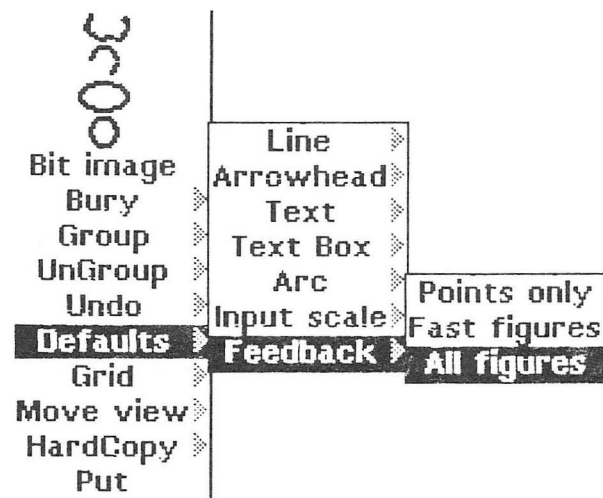 Bit image
Bury
Group
UnGroup
Undo
Defaults
Grid
Move view
HardCopy
Put
Line
Arrowhead
Text
Text Box
Arc
Input scale
Feedback
Points only
Fast figures
All figures